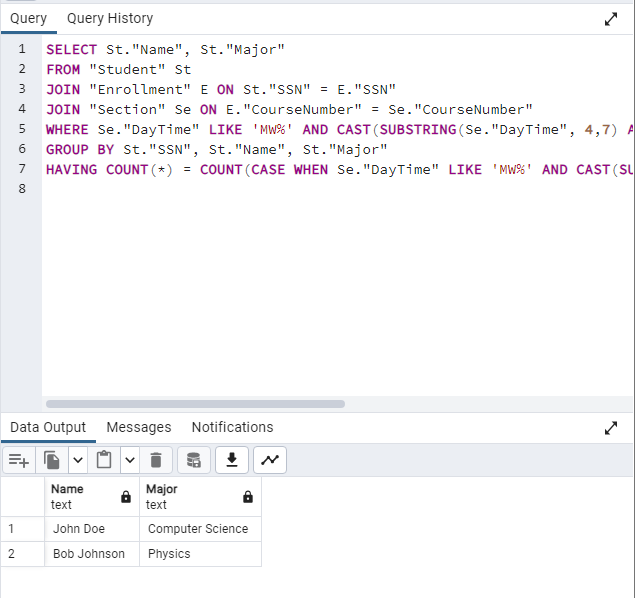 Query Query History
1 SELECT St."Name", St."Major"
2 FROM "Student" St
3 JOIN "Enrollment" E ON St."SSN" = E."SSN"
4 JOIN "Section" Se ON E."CourseNumber" = Se."CourseNumber"
5 WHERE Se."DayTime" LIKE 'MW%' AND CAST(SUBSTRING(Se."DayTime", 4,7) A
6 GROUP BY St."SSN", St."Name", St."Major"
7 HAVING COUNT(*) = COUNT(CASE WHEN Se."DayTime" LIKE 'MW%' AND CAST(SU
8
Data Output Messages Notifications
Name Major
text text
1 John Doe Computer Science
2 Bob Johnson Physics